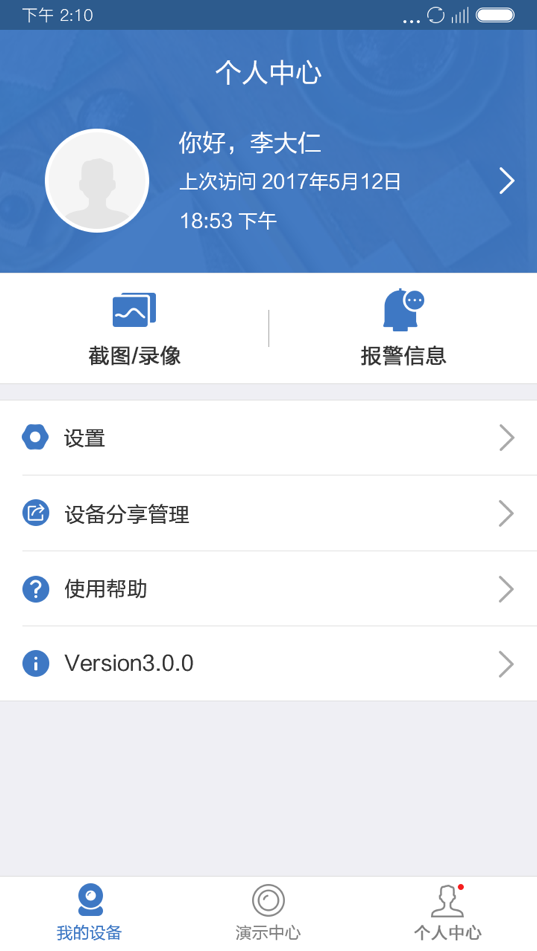 下午 2:10
个人中心
你好，李大仁
上次访问 2017年5月12日
18:53 下午
截图/录像
报警信息
设置
设备分享管理
使用帮助
Version3.0.0
我的设备
演示中心
个人中心